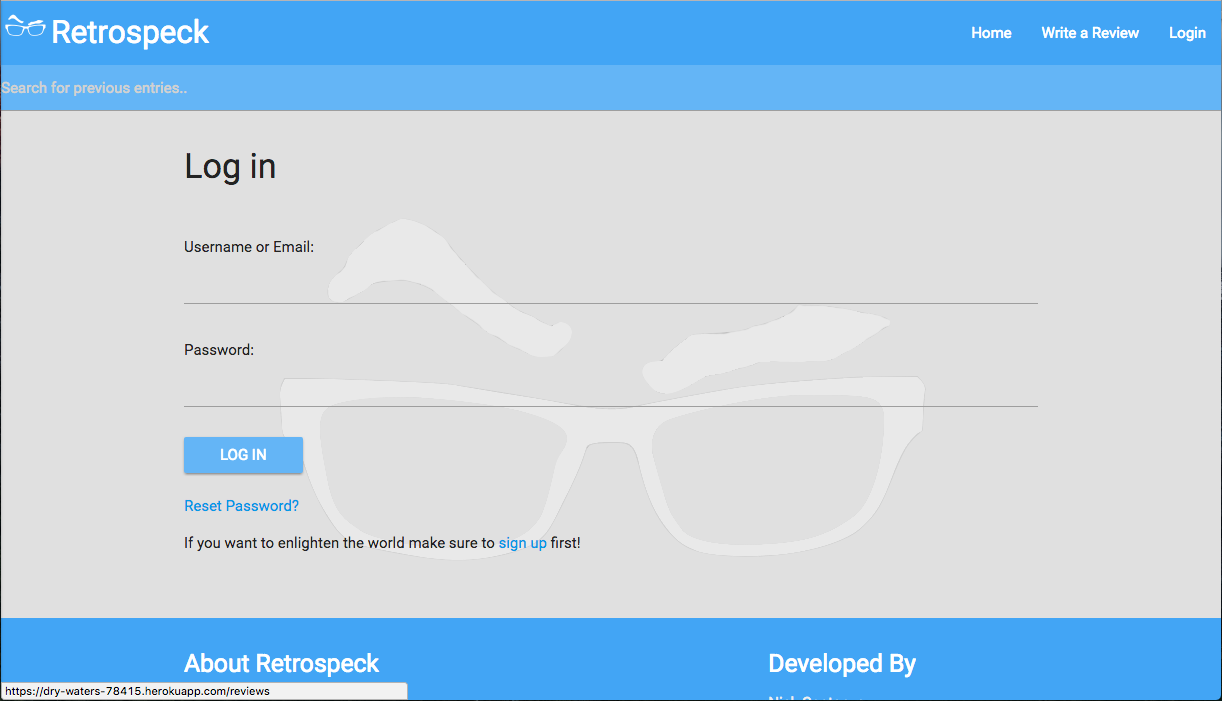 Retrospeck
Home Write a Review Login
Search for previous entries..
Log in
Username or Email:
Password:
LOG IN
Reset Password?
If you want to enlighten the world make sure to sign up first!
About Retrospeck
Developed By
https://dry-waters-78415.herokuapp.com/reviews